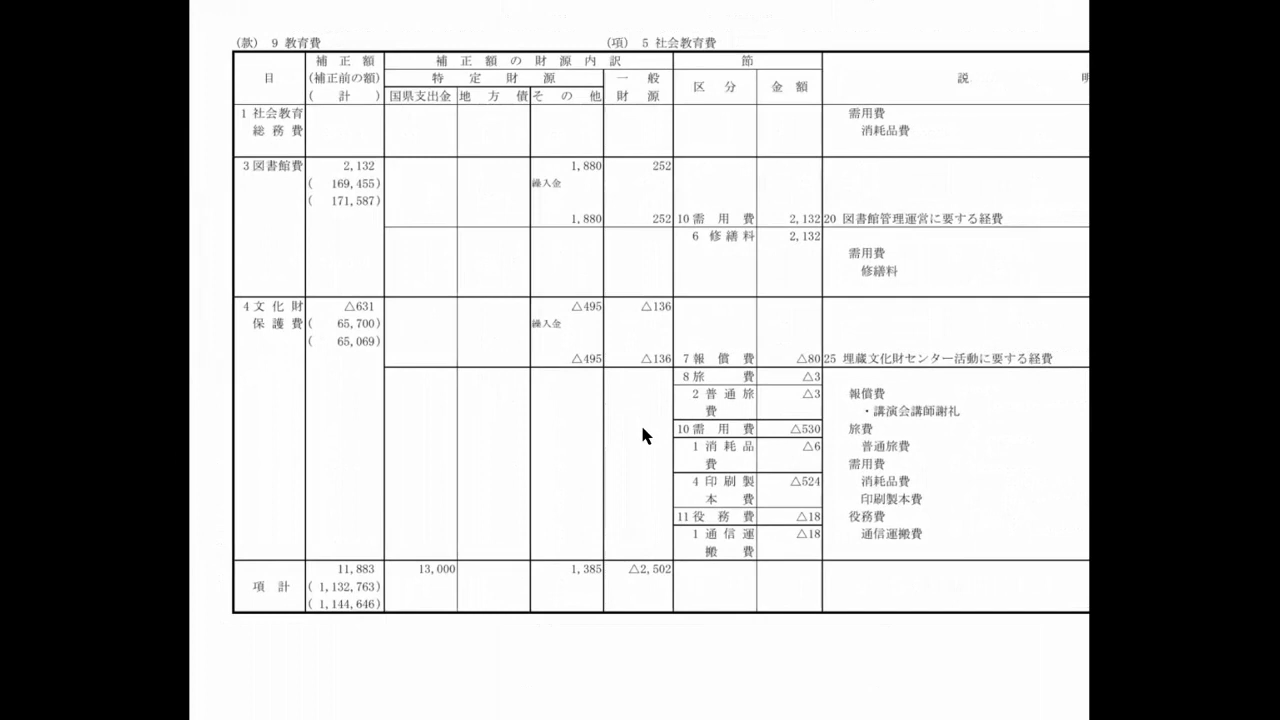 (款) 9 教育費 (項) 5 社会教育費
目 補正額 (補正前の額) (計) 補正額の財源内訳 節 説
特定財源 一般財源 区分 金額
国県支出金 地方債 その他
1 社会教育 需用費
総務費 消耗品費
3 図書館費 2,132 1,880 252
( 169,455) 繰入金
( 171,587)
1,880 252 10 需用費 2,132 20 図書館管理運営に要する経費
6 修繕料 2,132
需用費
修繕料
4 文化財 △631 △495 △136
保護費 ( 65,700) 繰入金
( 65,069)
△495 △136 7 報償費 △80 25 埋蔵文化財センター活動に要する経費
8 旅費 △3
2 普通旅 △3 報償費
費 ・講演会講師謝礼
10 需用費 △530 旅費
1 消耗品 △6 普通旅費
費 需用費
4 印刷製 △524 消耗品費
本費 印刷製本費
11 役務費 △18 役務費
1 通信運 △18 通信運搬費
搬費
11,883 13,000 1,385 △2,502
項計 ( 1,132,763)
( 1,144,646)